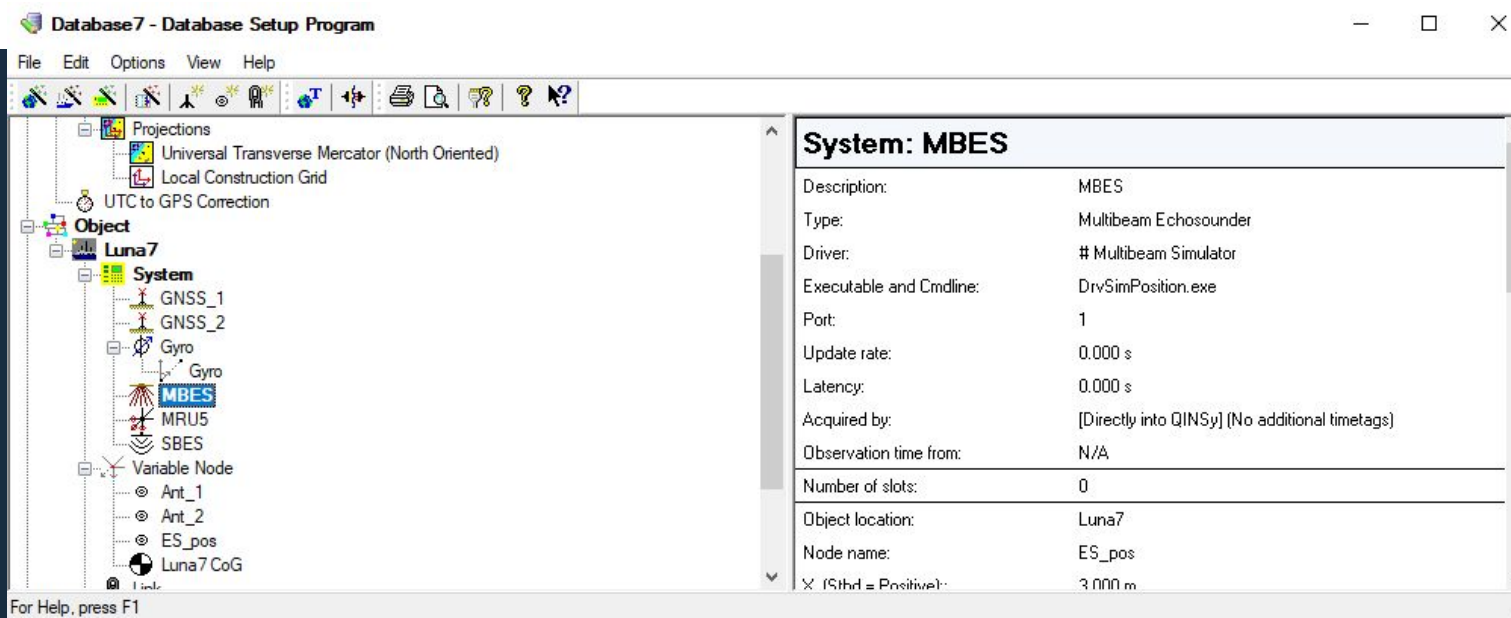 Database7 - Database Setup Program
File Edit Options View Help
Projections
Universal Transverse Mercator (North Oriented)
Local Construction Grid
UTC to GPS Correction
Object
Luna7
System
GNSS_1
GNSS_2
Gyro
Gyro
MBES
MRU5
SBES
Variable Node
Ant_1
Ant_2
ES_pos
Luna7 CoG
Link
System: MBES
Description: MBES
Type: Multibeam Echosounder
Driver: # Multibeam Simulator
Executable and Cmdline: DrvSimPosition.exe
Port: 1
Update rate: 0.000 s
Latency: 0.000 s
Acquired by: [Directly into QINSy] (No additional timetags)
Observation time from: N/A
Number of slots: 0
Object location: Luna7
Node name: ES_pos
X (Stbd = Positive):: 3.000 m
For Help, press F1